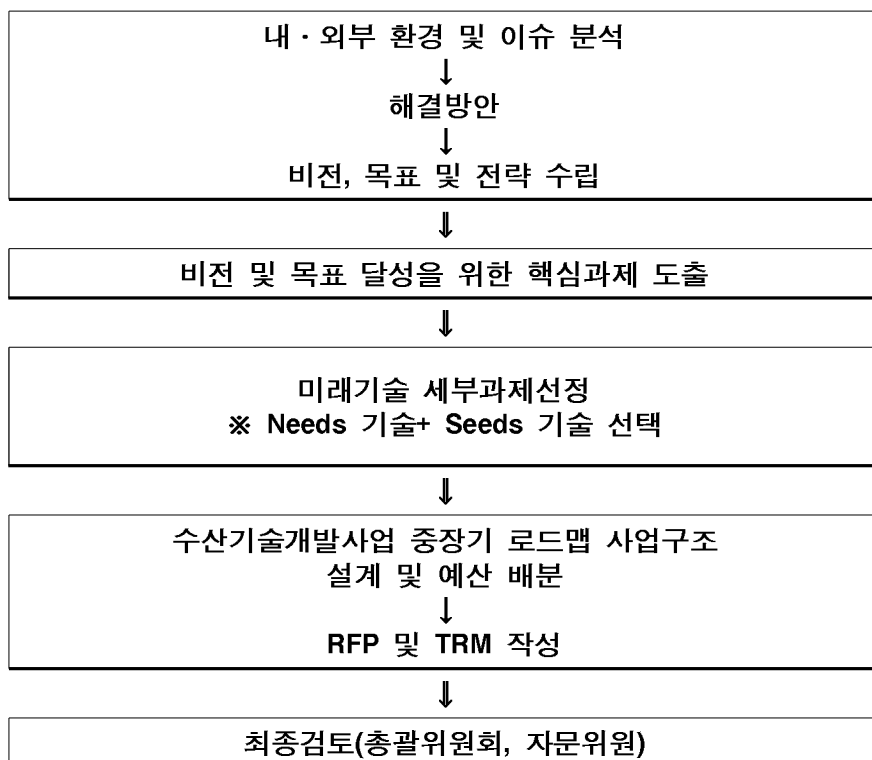 내·외부 환경 및 이슈 분석
↓
해결방안
↓
비전, 목표 및 전략 수립
⇓
비전 및 목표 달성을 위한 핵심과제 도출
⇓
미래기술 세부과제선정
※ Needs 기술+ Seeds 기술 선택
⇓
수산기술개발사업 중장기 로드맵 사업구조
설계 및 예산 배분
↓
RFP 및 TRM 작성
⇓
최종검토(총괄위원회, 자문위원)